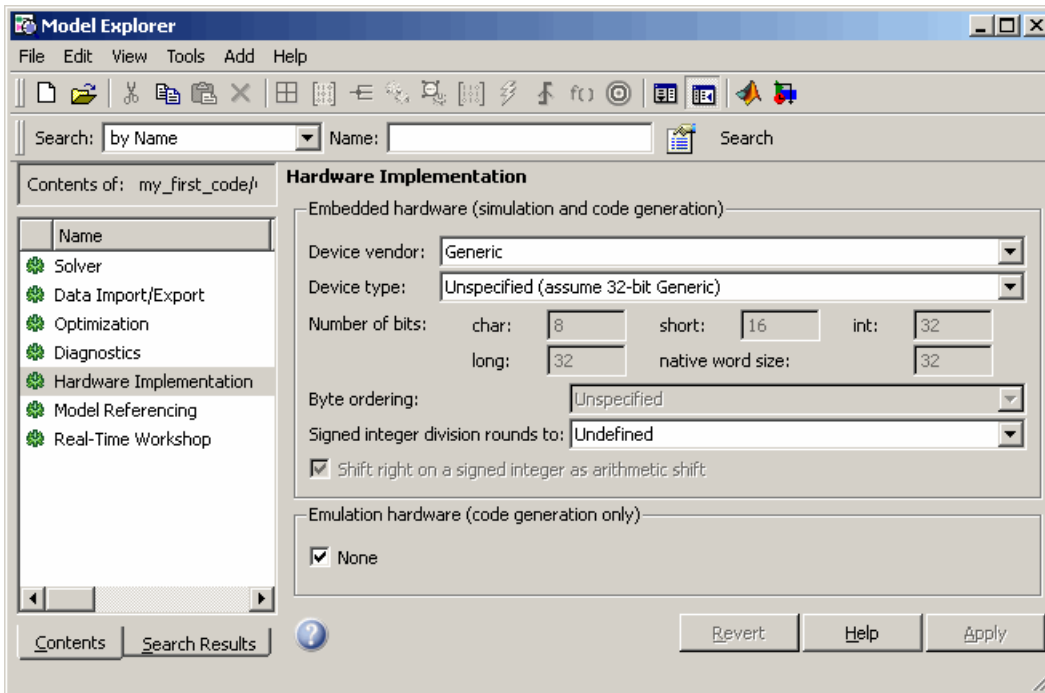 Model Explorer
File Edit View Tools Add Help
f()
Search: by Name Name: Search
Contents of: my_first_code/
Name
Solver
Data Import/Export
Optimization
Diagnostics
Hardware Implementation
Model Referencing
Real-Time Workshop
Contents Search Results
Hardware Implementation
Embedded hardware (simulation and code generation)
Device vendor: Generic
Device type: Unspecified (assume 32-bit Generic)
Number of bits: char: 8 short: 16 int: 32
long: 32 native word size: 32
Byte ordering: Unspecified
Signed integer division rounds to: Undefined
Shift right on a signed integer as arithmetic shift
Emulation hardware (code generation only)
None
Revert Help Apply